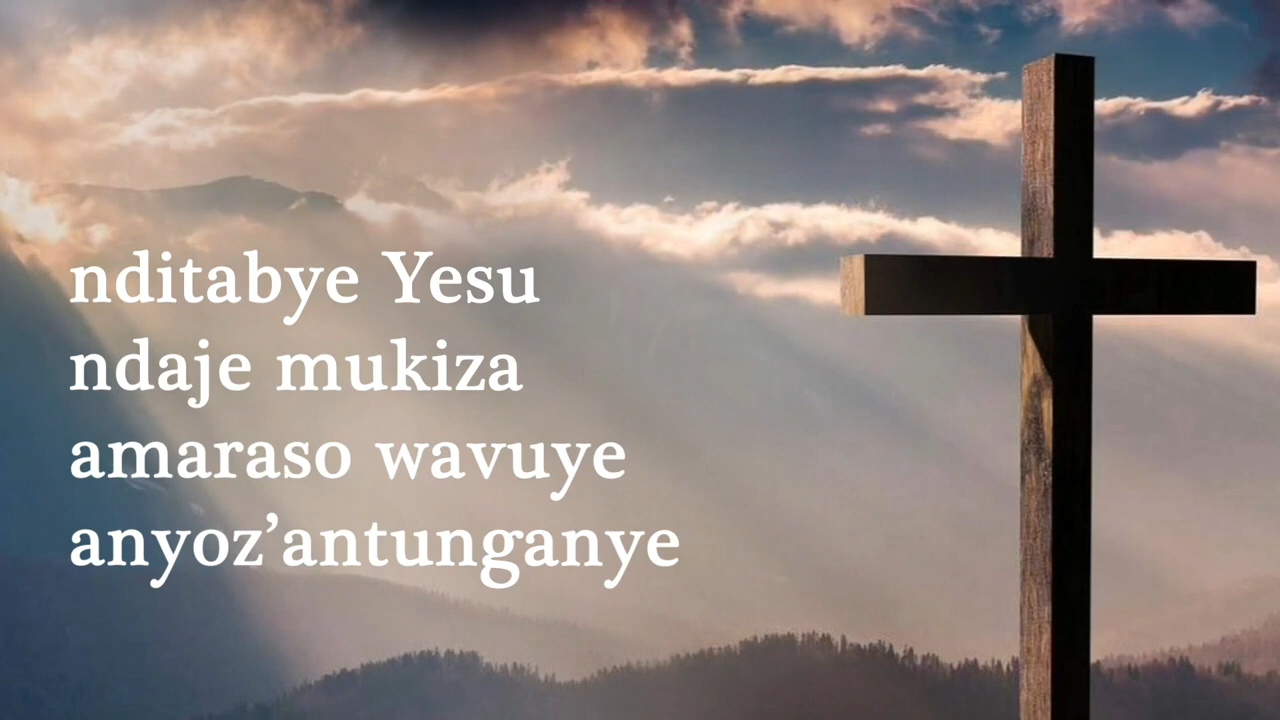 nditabye Yesu
ndaje mukiza
amaraso wavuye
anyoz’antunganye